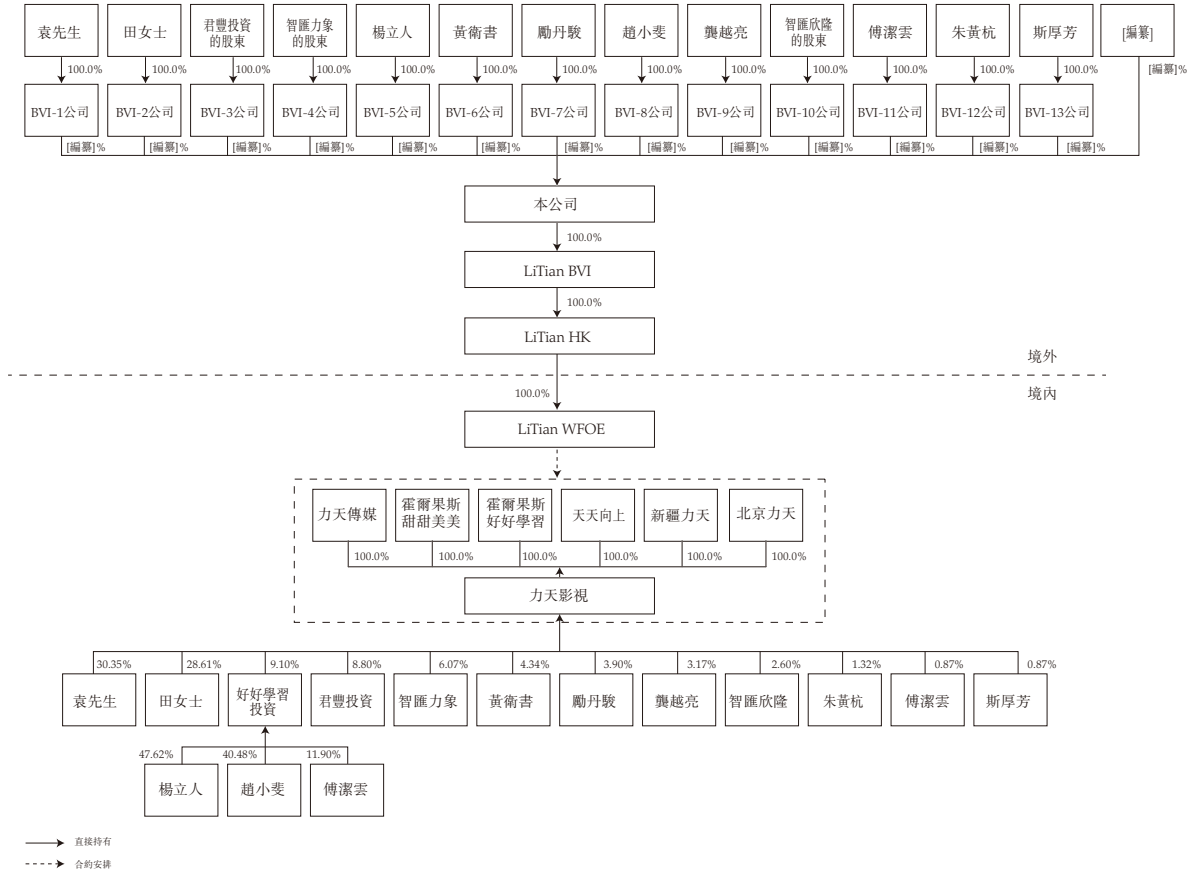 袁先生
田女士
君豐投資
的股東
智匯力象
的股東
楊立人
黃衛書
勵丹駿
趙小斐
龔越亮
智匯欣隆
的股東
傅潔雲
朱黃杭
斯厚芳
[編纂]
100.0%
100.0%
100.0%
100.0%
100.0%
100.0%
100.0%
100.0%
100.0%
100.0%
100.0%
100.0%
100.0%
[編纂]%
BVI-1公司
BVI-2公司
BVI-3公司
BVI-4公司
BVI-5公司
BVI-6公司
BVI-7公司
BVI-8公司
BVI-9公司
BVI-10公司
BVI-11公司
BVI-12公司
BVI-13公司
[編纂]%
[編纂]%
[編纂]%
[編纂]%
[編纂]%
[編纂]%
[編纂]%
[編纂]%
[編纂]%
[編纂]%
[編纂]%
[編纂]%
[編纂]%
本公司
100.0%
LiTian BVI
100.0%
LiTian HK
境外
境內
100.0%
LiTian WFOE
力天傳媒
霍爾果斯
甜甜美美
霍爾果斯
好好學習
天天向上
新疆力天
北京力天
100.0%
100.0%
100.0%
100.0%
100.0%
100.0%
力天影視
30.35%
28.61%
9.10%
8.80%
6.07%
4.34%
3.90%
3.17%
2.60%
1.32%
0.87%
0.87%
袁先生
田女士
好好學習
投資
君豐投資
智匯力象
黃衛書
勵丹駿
龔越亮
智匯欣隆
朱黃杭
傅潔雲
斯厚芳
47.62%
40.48%
11.90%
楊立人
趙小斐
傅潔雲
直接持有
合約安排